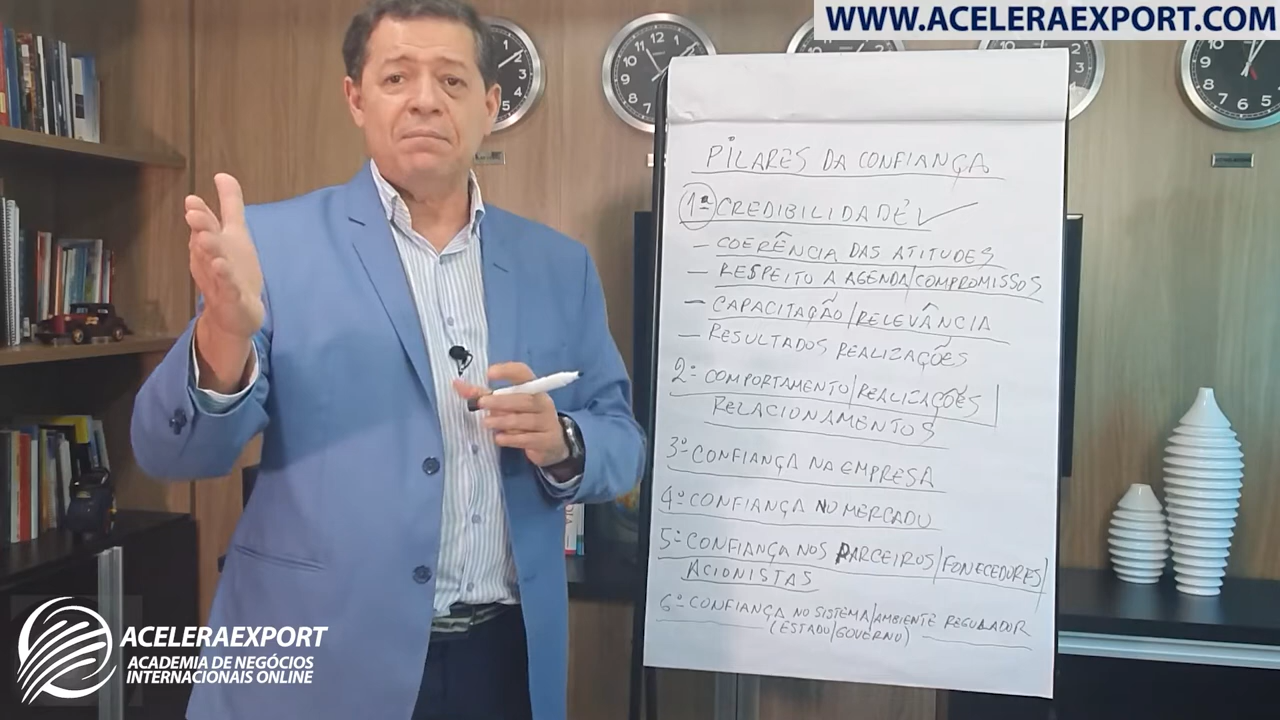 WWW.ACELERAEXPORT.COM
PILARES DA CONFIANÇA
1ª CREDIBILIDADE ✓
- COERÊNCIA DAS ATITUDES
- RESPEITO A AGENDA/COMPROMISSOS
- CAPACITAÇÃO/RELEVÂNCIA
- RESULTADOS REALIZAÇÕES
2º COMPORTAMENTO/REALIZAÇÕES
RELACIONAMENTOS
3º CONFIANÇA NA EMPRESA
4º CONFIANÇA NO MERCADO
5º CONFIANÇA NOS PARCEIROS/FONECEDORES/
ACIONISTAS
6º CONFIANÇA NO SISTEMA/AMBIENTE REGULADOR
(ESTADO/GOVERNO)
ACELERAEXPORT
ACADEMIA DE NEGÓCIOS
INTERNACIONAIS ONLINE